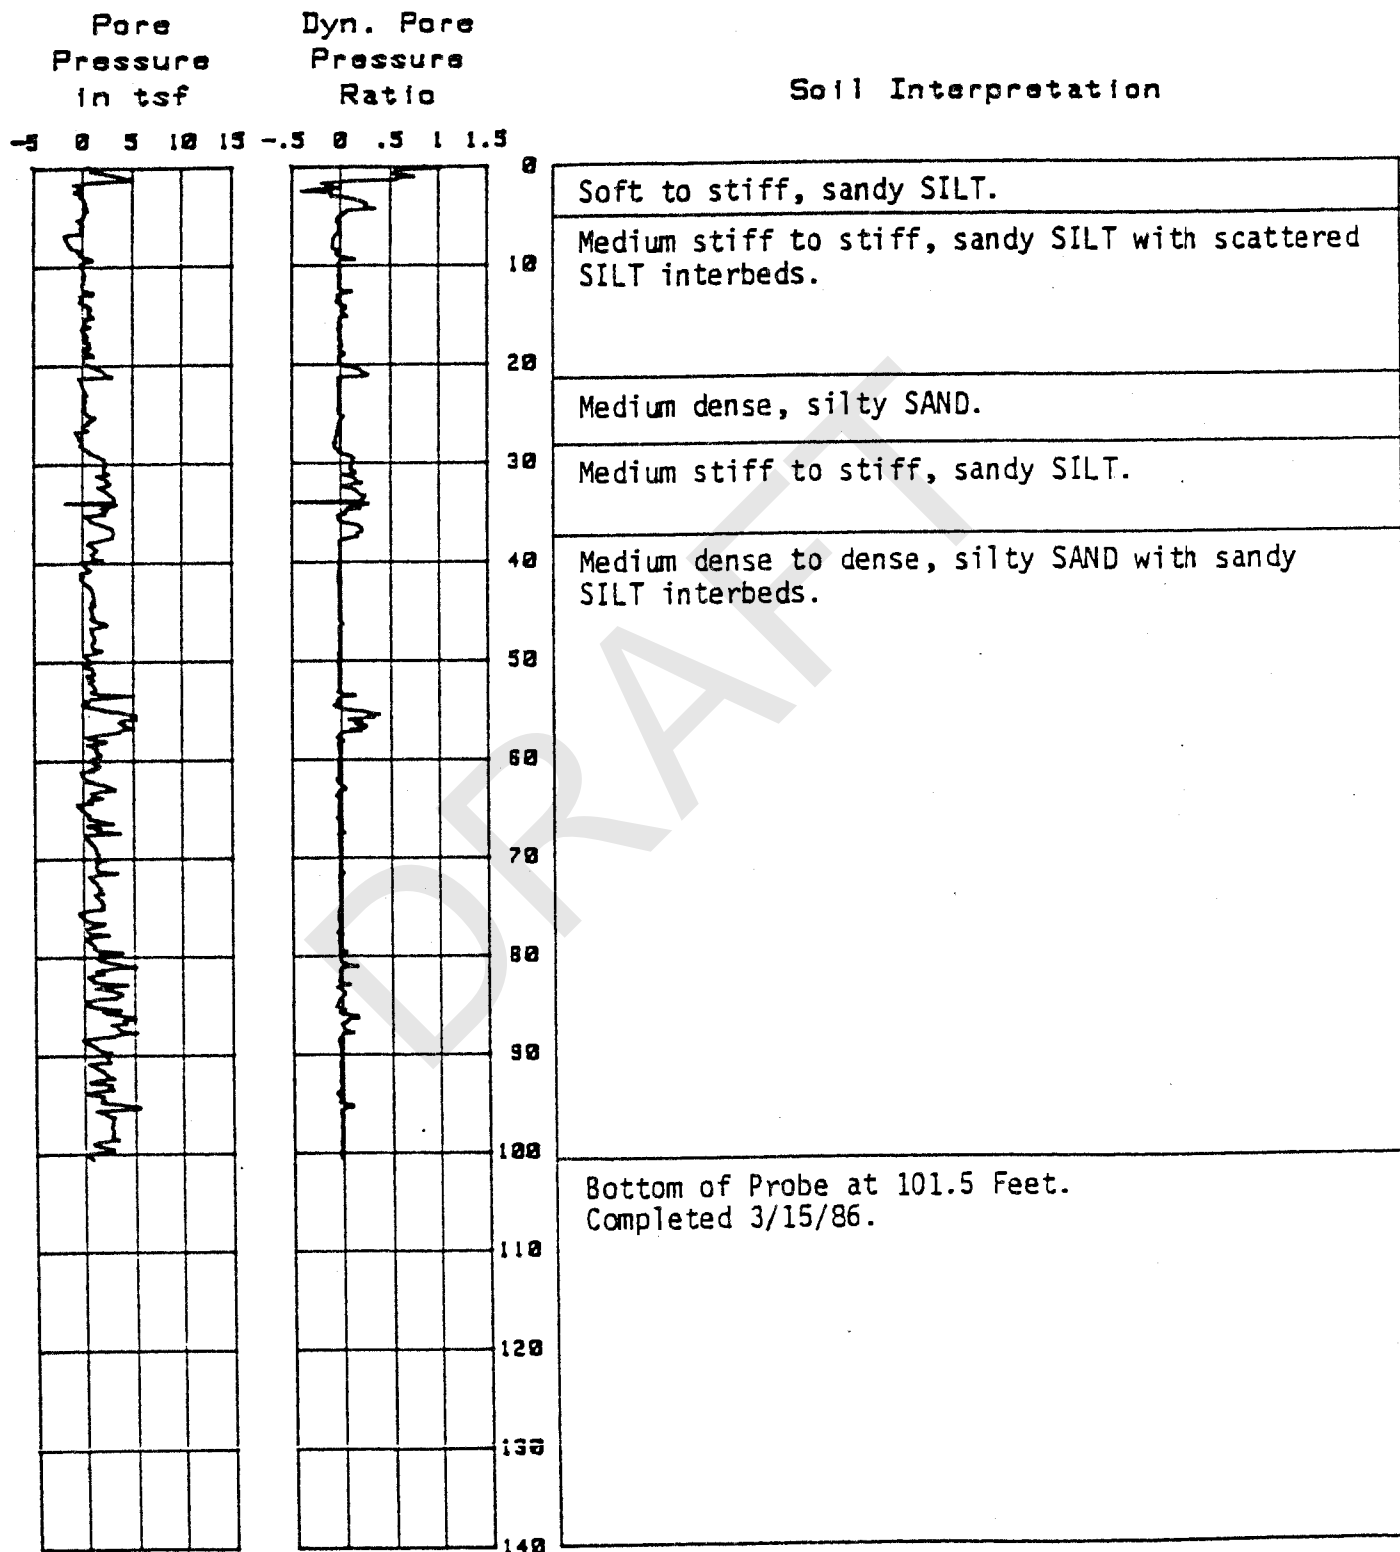 Pore
Pressure
in tsf
Dyn. Pore
Pressure
Ratio
Soil Interpretation
-5 0 5 10 15
-.5 0 .5 1 1.5
0
Soft to stiff, sandy SILT.
Medium stiff to stiff, sandy SILT with scattered
SILT interbeds.
10
20
Medium dense, silty SAND.
30
Medium stiff to stiff, sandy SILT.
40
Medium dense to dense, silty SAND with sandy
SILT interbeds.
50
60
70
80
90
100
Bottom of Probe at 101.5 Feet.
Completed 3/15/86.
110
120
130
140
DRAFT